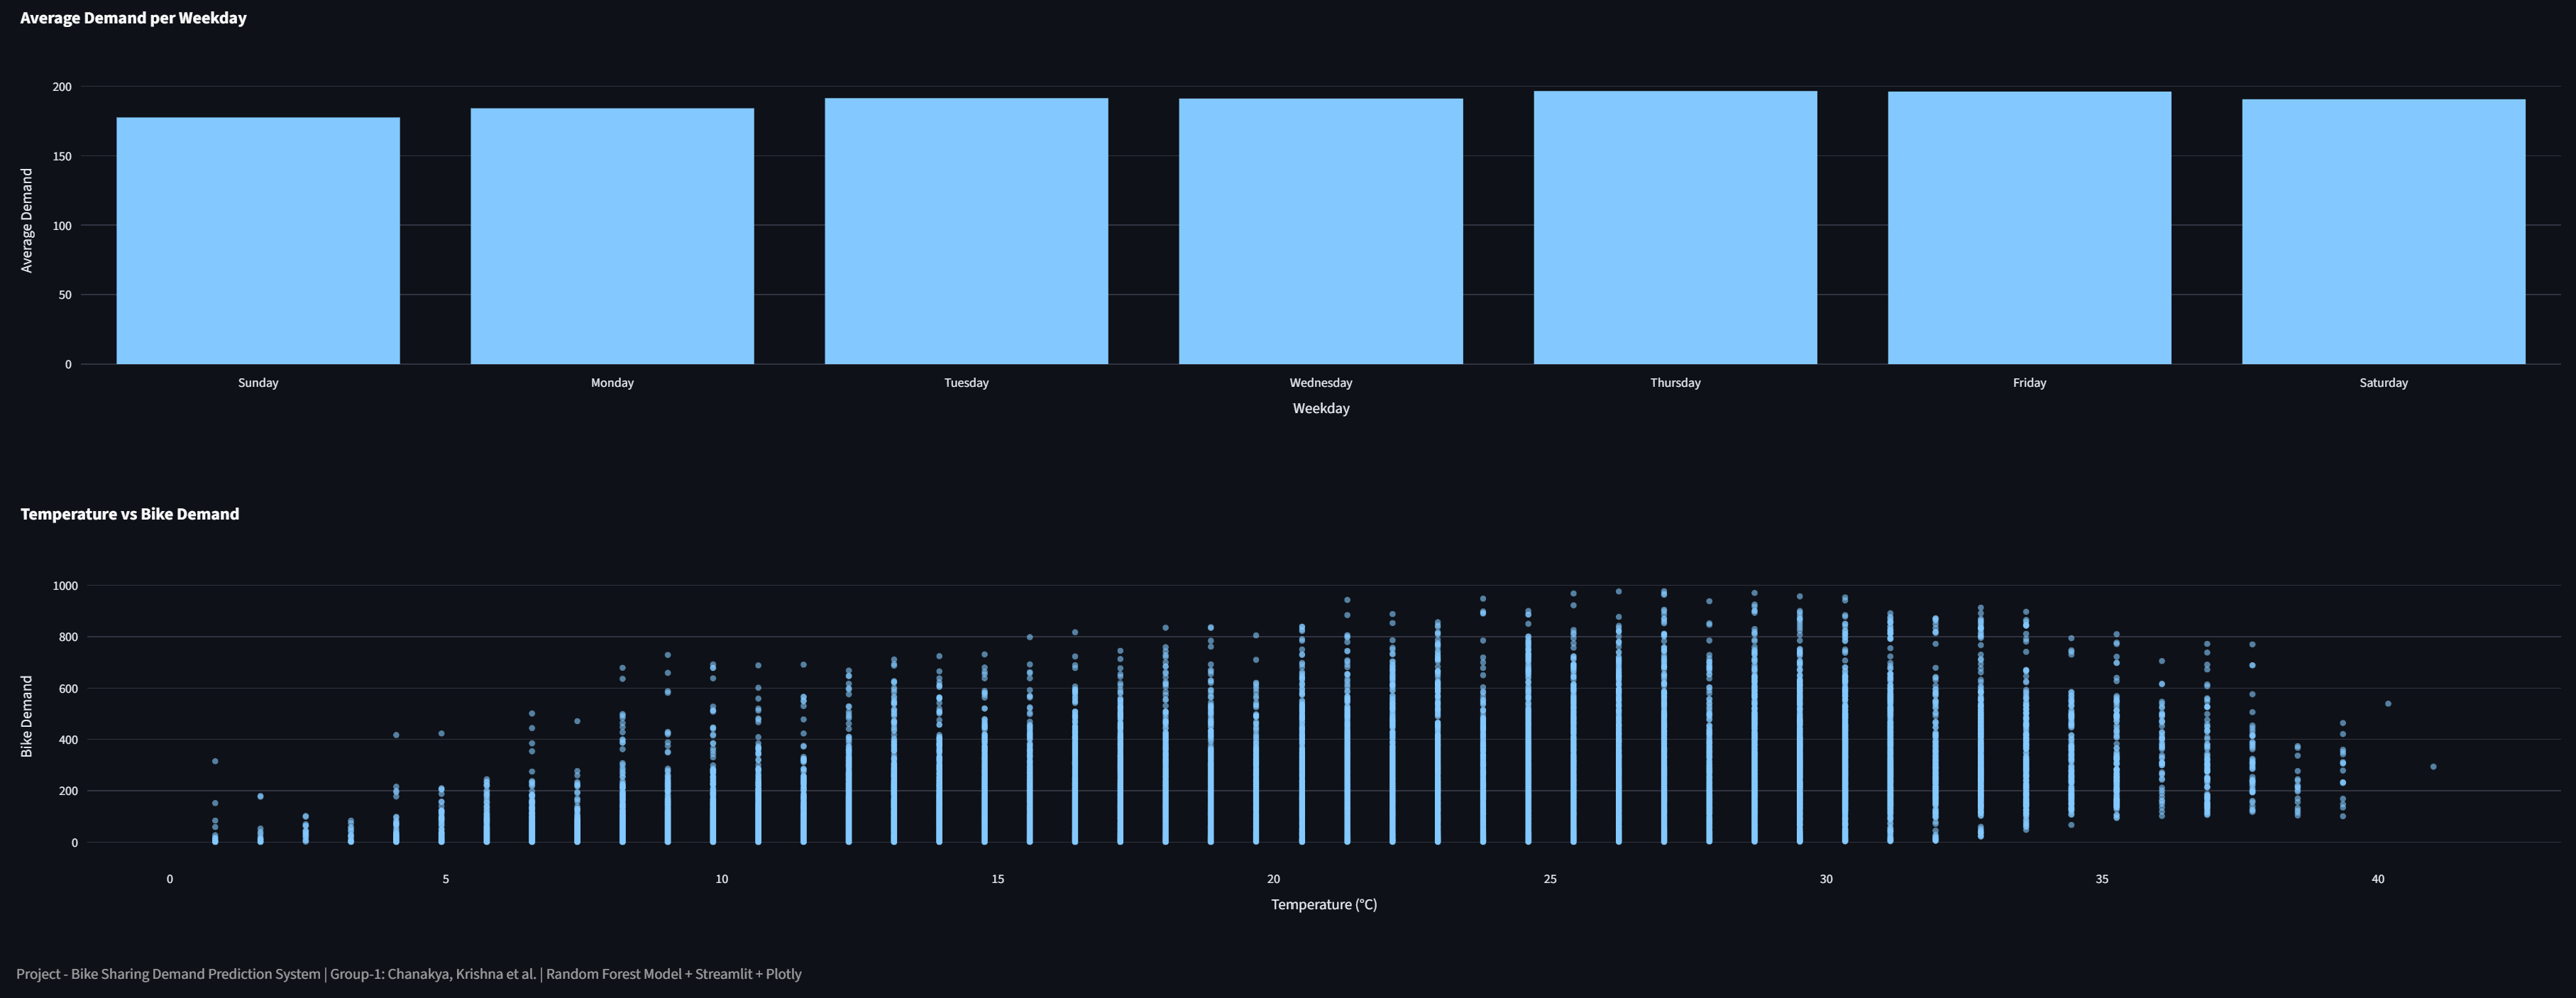 Average Demand per Weekday
200
150
100
50
0
Average Demand
Sunday Monday Tuesday Wednesday Thursday Friday Saturday
Weekday
Temperature vs Bike Demand
1000
800
600
400
200
0
Bike Demand
0 5 10 15 20 25 30 35 40
Temperature (°C)
Project - Bike Sharing Demand Prediction System | Group-1: Chanakya, Krishna et al. | Random Forest Model + Streamlit + Plotly